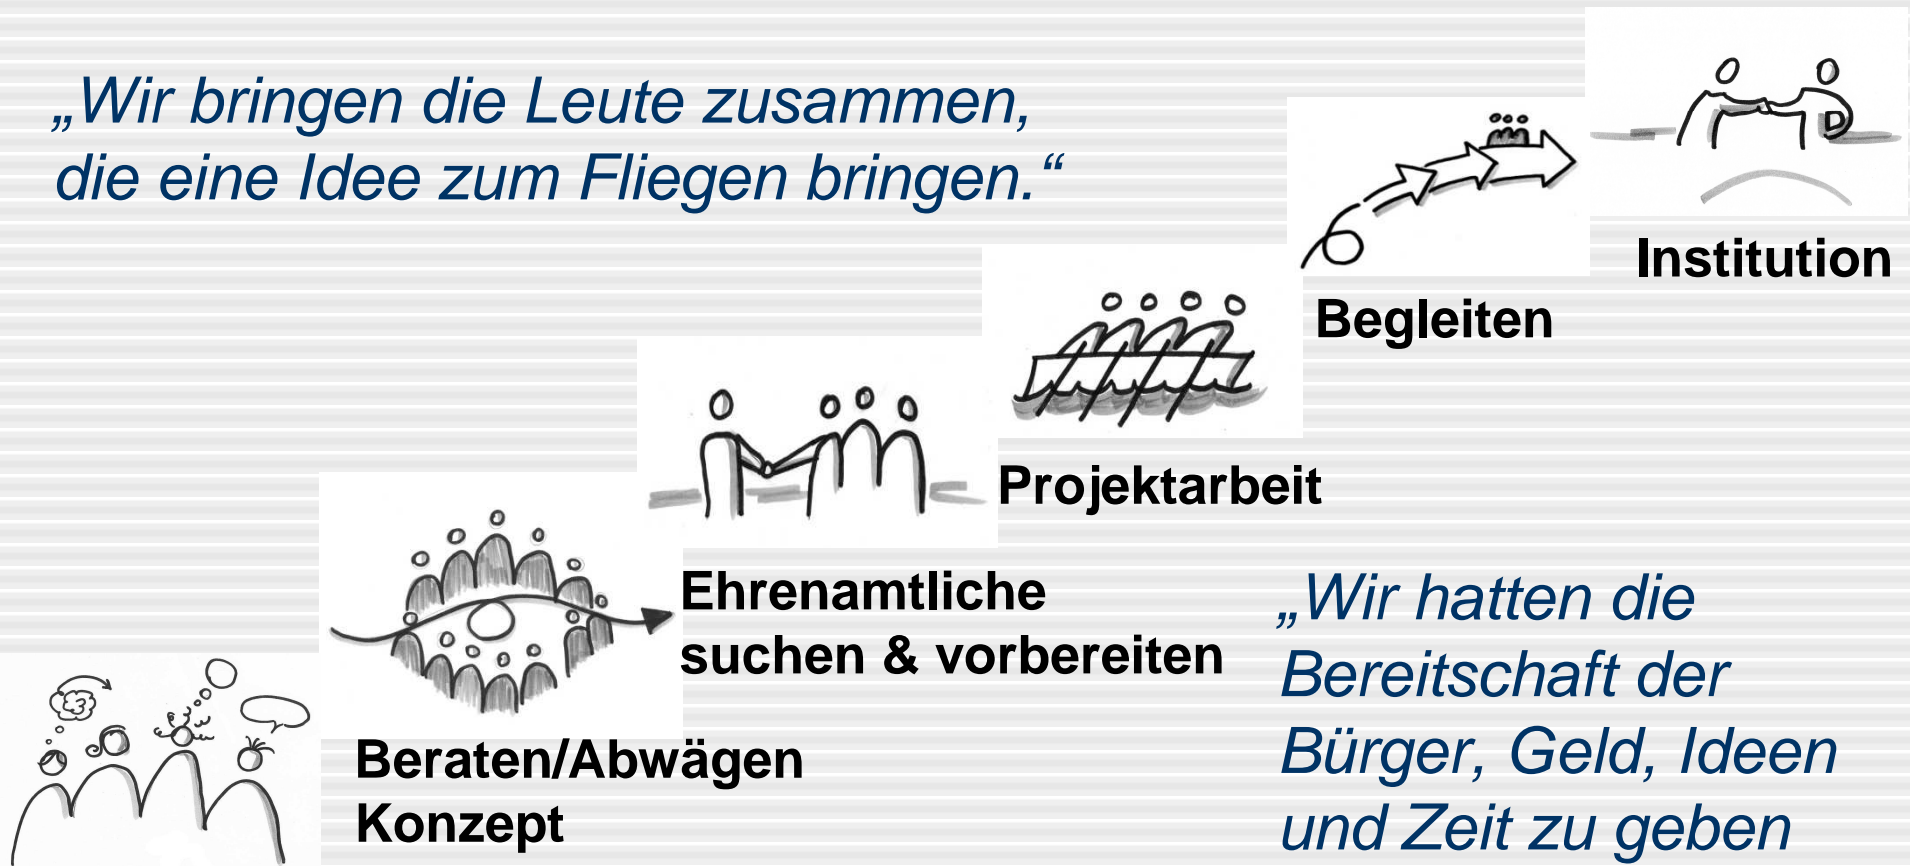 „Wir bringen die Leute zusammen,
die eine Idee zum Fliegen bringen.“
Institution
Begleiten
Projektarbeit
Ehrenamtliche
suchen & vorbereiten
Beraten/Abwägen
Konzept
„Wir hatten die
Bereitschaft der
Bürger, Geld, Ideen
und Zeit zu geben